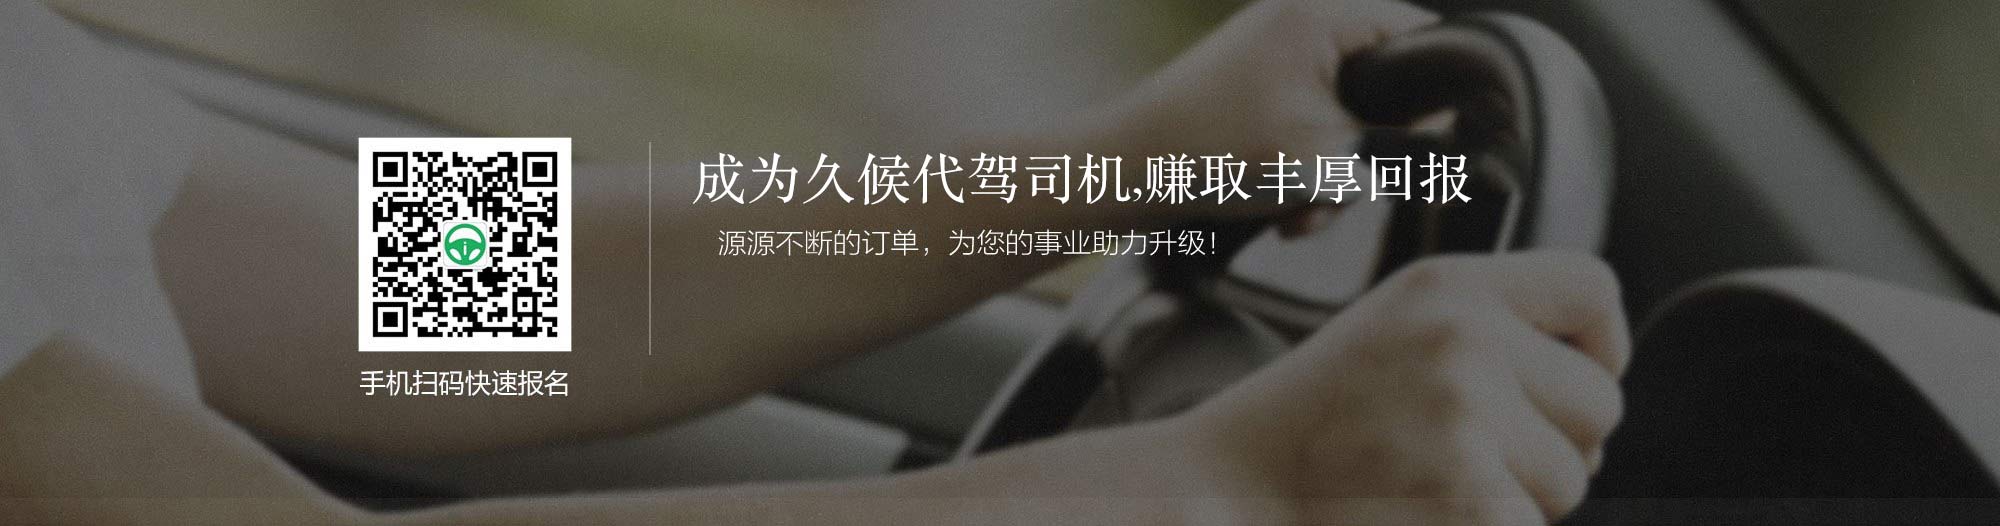 成为久候代驾司机,赚取丰厚回报
源源不断的订单，为您的事业助力升级！
手机扫码快速报名